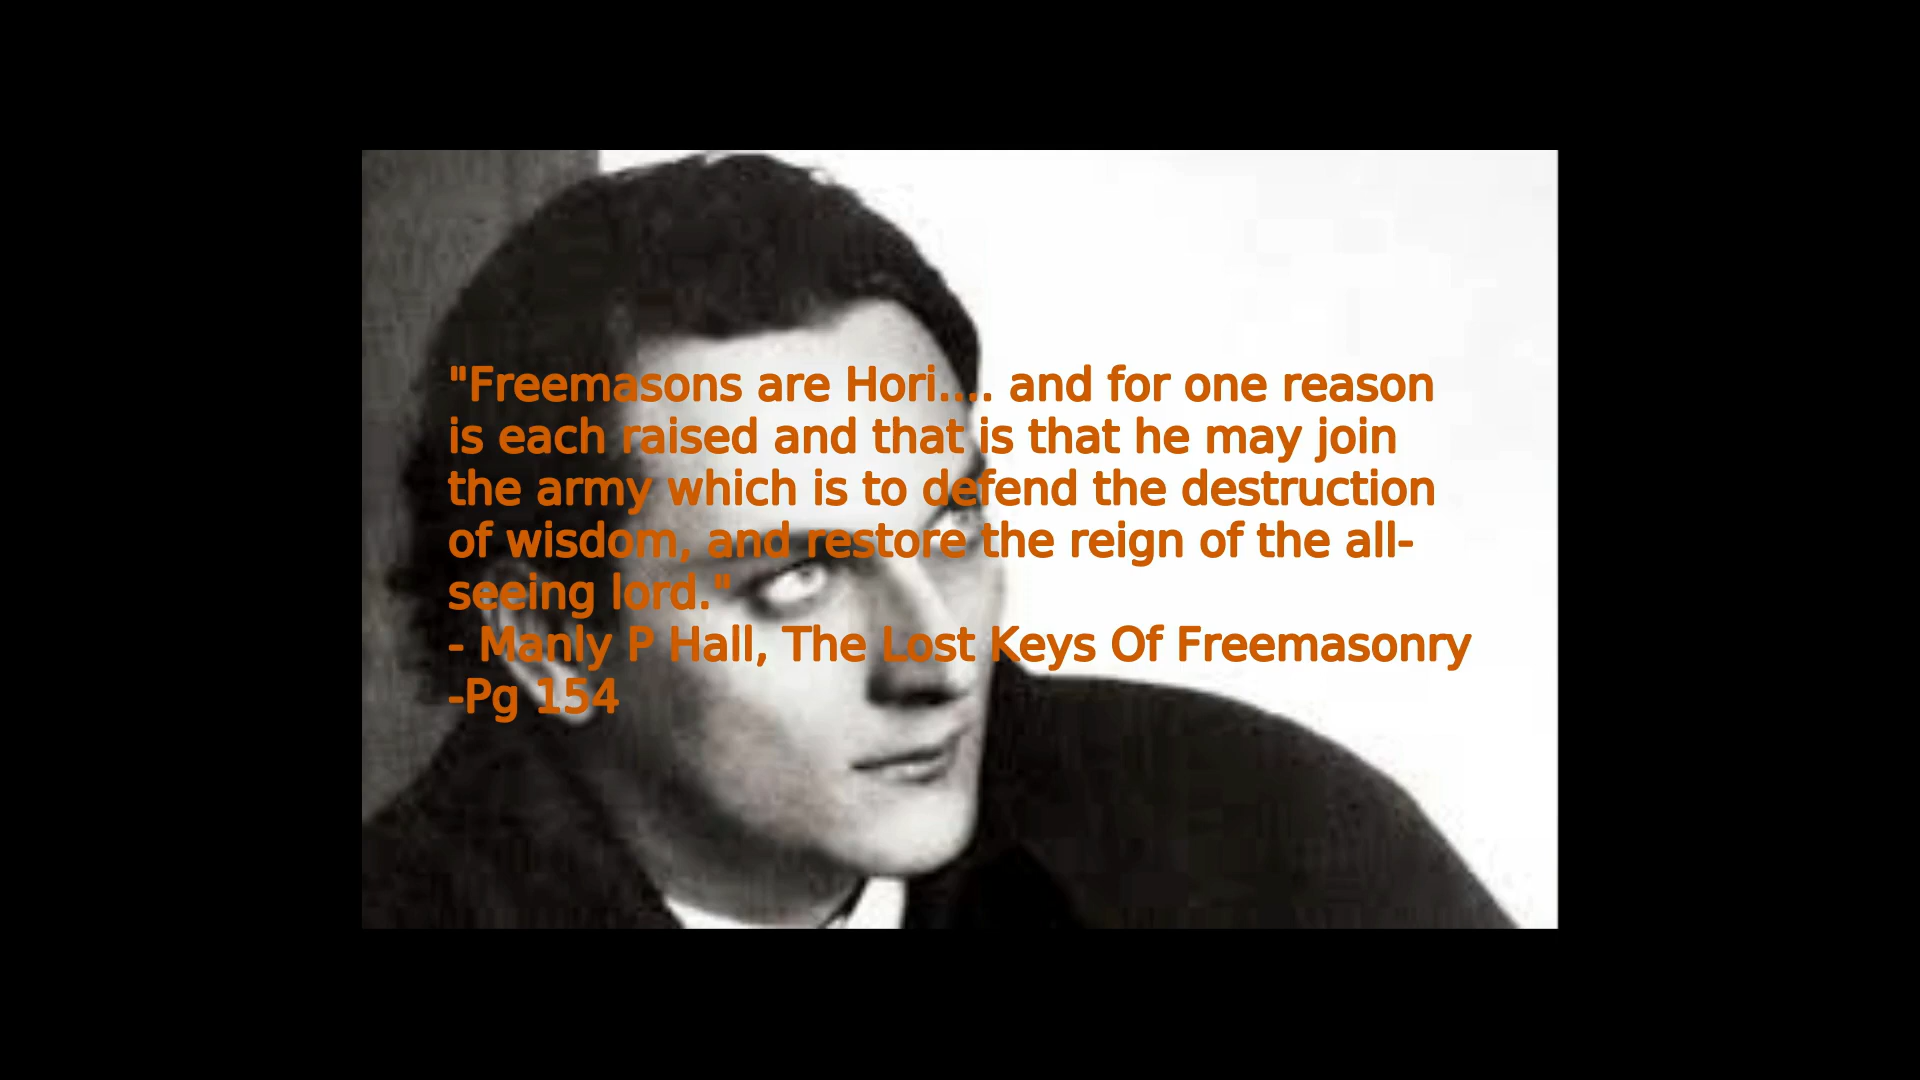 "Freemasons are Hori.... and for one reason
is each raised and that is that he may join
the army which is to defend the destruction
of wisdom, and restore the reign of the all-
seeing lord."
- Manly P Hall, The Lost Keys Of Freemasonry
-Pg 154